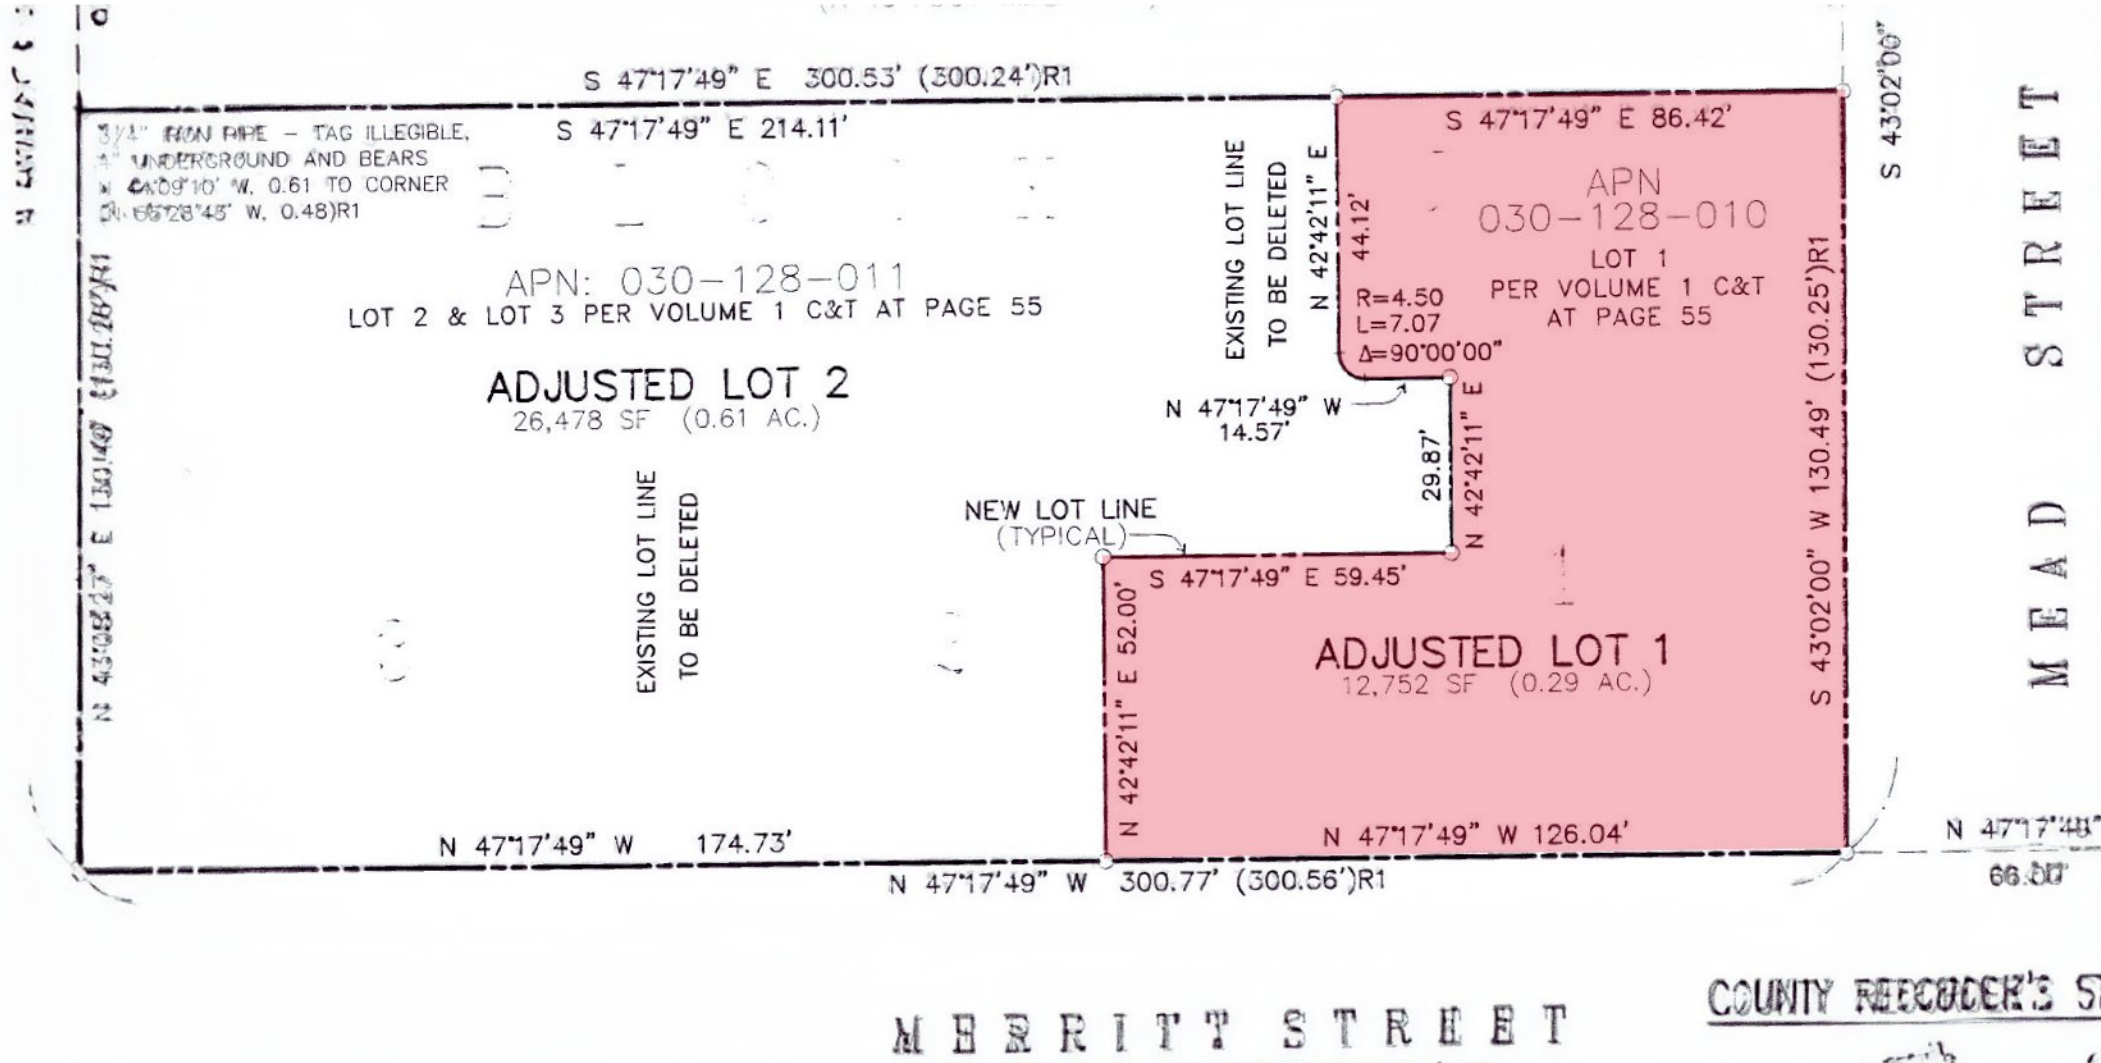 S 47°17'49" E 300.53' (300.24')R1
S 43°02'00"
S 47°17'49" E 214.11'
S 47°17'49" E 86.42'
3/4" IRON PIPE – TAG ILLEGIBLE,
4" UNDERGROUND AND BEARS
W, 0.61 TO CORNER
W, 0.48)R1
EXISTING LOT LINE
TO BE DELETED
N 42°42'11" E
44.12'
APN
030-128-010
LOT 1
PER VOLUME 1 C&T
AT PAGE 55
APN: 030-128-011
LOT 2 & LOT 3 PER VOLUME 1 C&T AT PAGE 55
R=4.50
L=7.07
Δ=90°00'00"
S 43°02'00" W 130.49' (130.25')R1
MEAD STREET
ADJUSTED LOT 2
26,478 SF (0.61 AC.)
N 47°17'49" W
14.57'
29.87'
N 42°42'11" E
EXISTING LOT LINE
TO BE DELETED
NEW LOT LINE
(TYPICAL)
S 47°17'49" E 59.45'
1
3
N 42°42'11" E 52.00'
ADJUSTED LOT 1
12,752 SF (0.29 AC.)
N 47°17'49" W 174.73'
N 47°17'49" W 126.04'
N 47°17'49" W 300.77' (300.56')R1
N 47°17'48"
MERRITT STREET
COUNTY